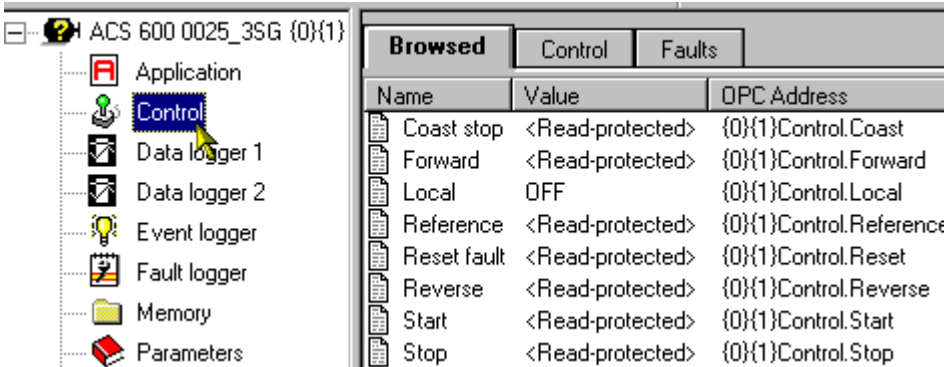 ACS 600 0025_3SG {0}{1}
Application
Control
Data logger 1
Data logger 2
Event logger
Fault logger
Memory
Parameters
Browsed Control Faults
Name Value OPC Address
Coast stop <Read-protected> {0}{1}Control.Coast
Forward <Read-protected> {0}{1}Control.Forward
Local OFF {0}{1}Control.Local
Reference <Read-protected> {0}{1}Control.Reference
Reset fault <Read-protected> {0}{1}Control.Reset
Reverse <Read-protected> {0}{1}Control.Reverse
Start <Read-protected> {0}{1}Control.Start
Stop <Read-protected> {0}{1}Control.Stop